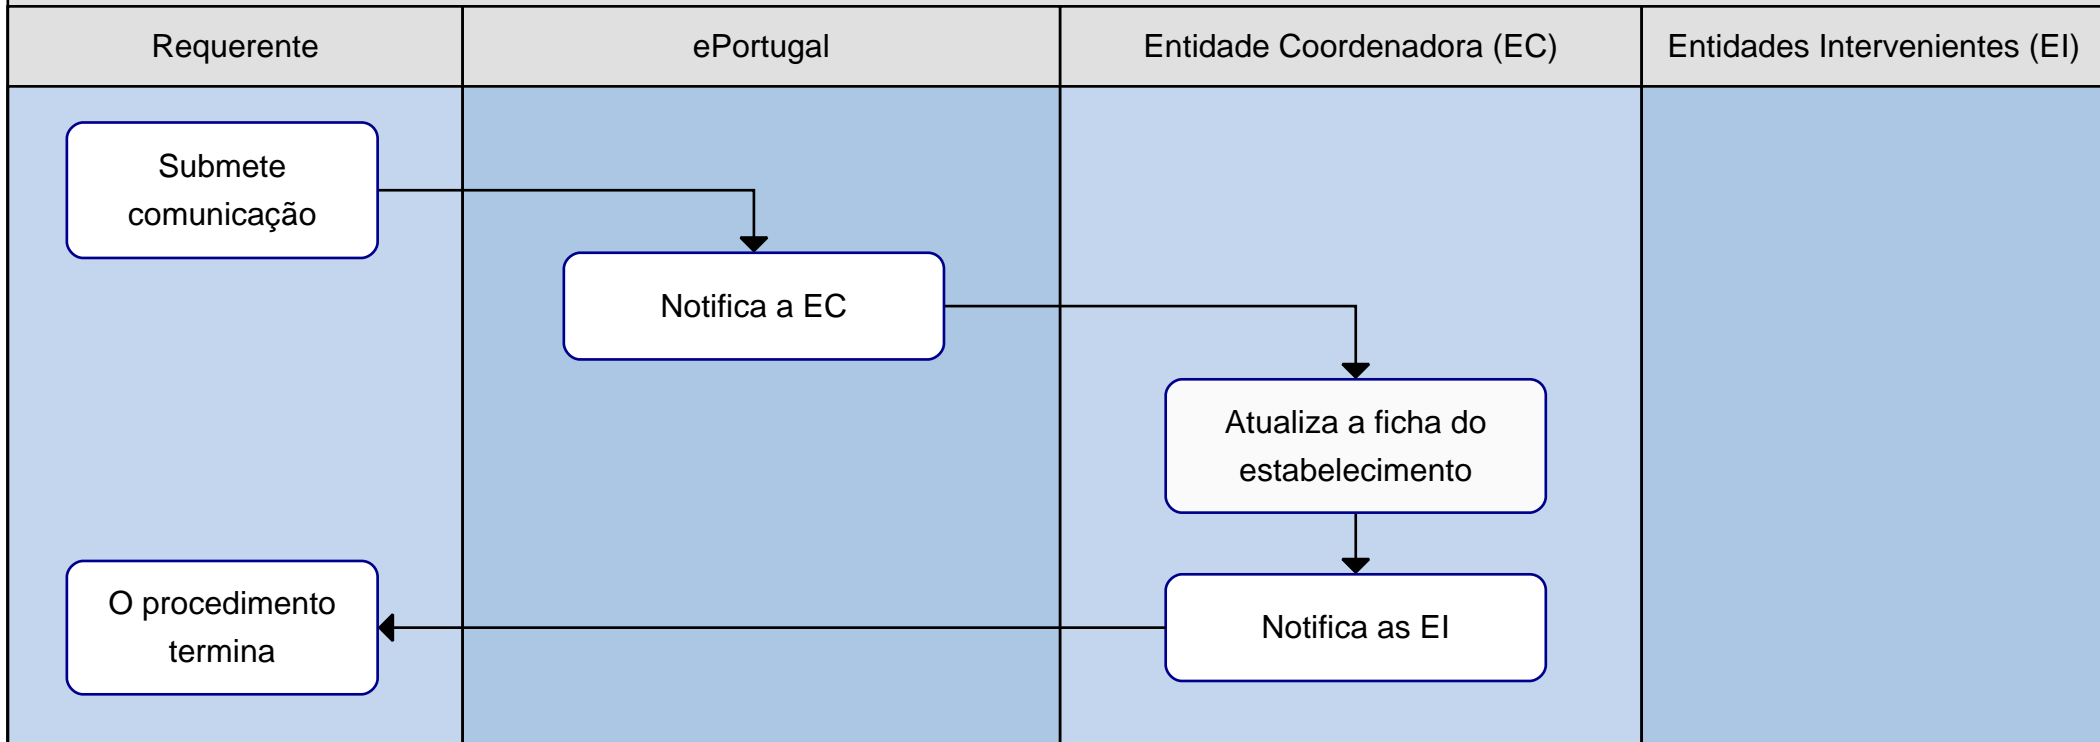 Requerente
ePortugal
Entidade Coordenadora (EC)
Entidades Intervenientes (EI)
Submete
comunicação
Notifica a EC
Atualiza a ficha do
estabelecimento
O procedimento
termina
Notifica as EI